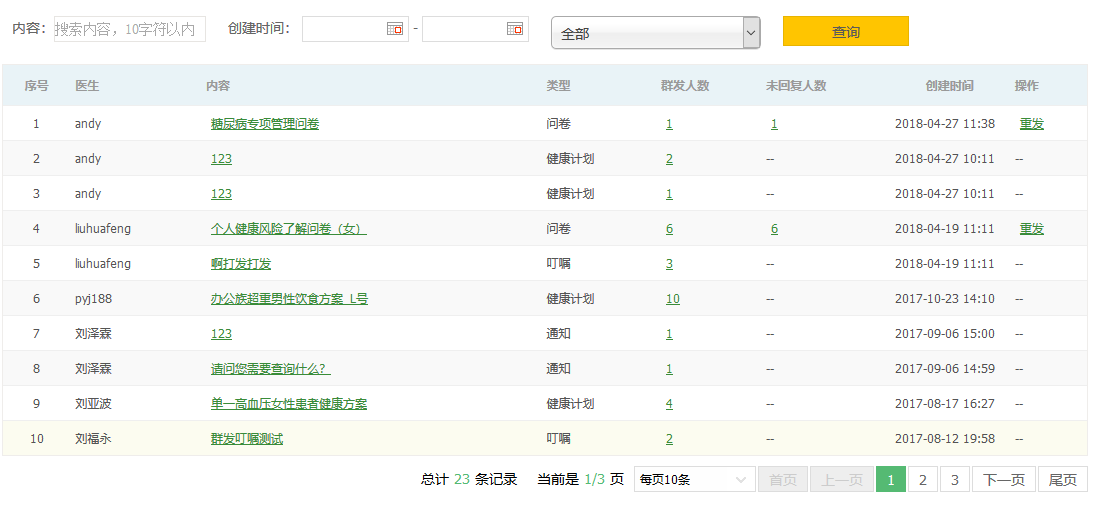 内容： 搜索内容，10字符以内 创建时间： - 全部 查询
序号 医生 内容 类型 群发人数 未回复人数 创建时间 操作
1 andy 糖尿病专项管理问卷 问卷 1 1 2018-04-27 11:38 重发
2 andy 123 健康计划 2 -- 2018-04-27 10:11 --
3 andy 123 健康计划 1 -- 2018-04-27 10:11 --
4 liuhuafeng 个人健康风险了解问卷（女） 问卷 6 6 2018-04-19 11:11 重发
5 liuhuafeng 啊打发打发 叮嘱 3 -- 2018-04-19 11:11 --
6 pyj188 办公族超重男性饮食方案_L号 健康计划 10 -- 2017-10-23 14:10 --
7 刘泽霖 123 通知 1 -- 2017-09-06 15:00 --
8 刘泽霖 请问您需要查询什么？ 通知 1 -- 2017-09-06 14:59 --
9 刘亚波 单一高血压女性患者健康方案 健康计划 4 -- 2017-08-17 16:27 --
10 刘福永 群发叮嘱测试 叮嘱 2 -- 2017-08-12 19:58 --
总计 23 条记录 当前是 1/3 页 每页10条 首页 上一页 1 2 3 下一页 尾页